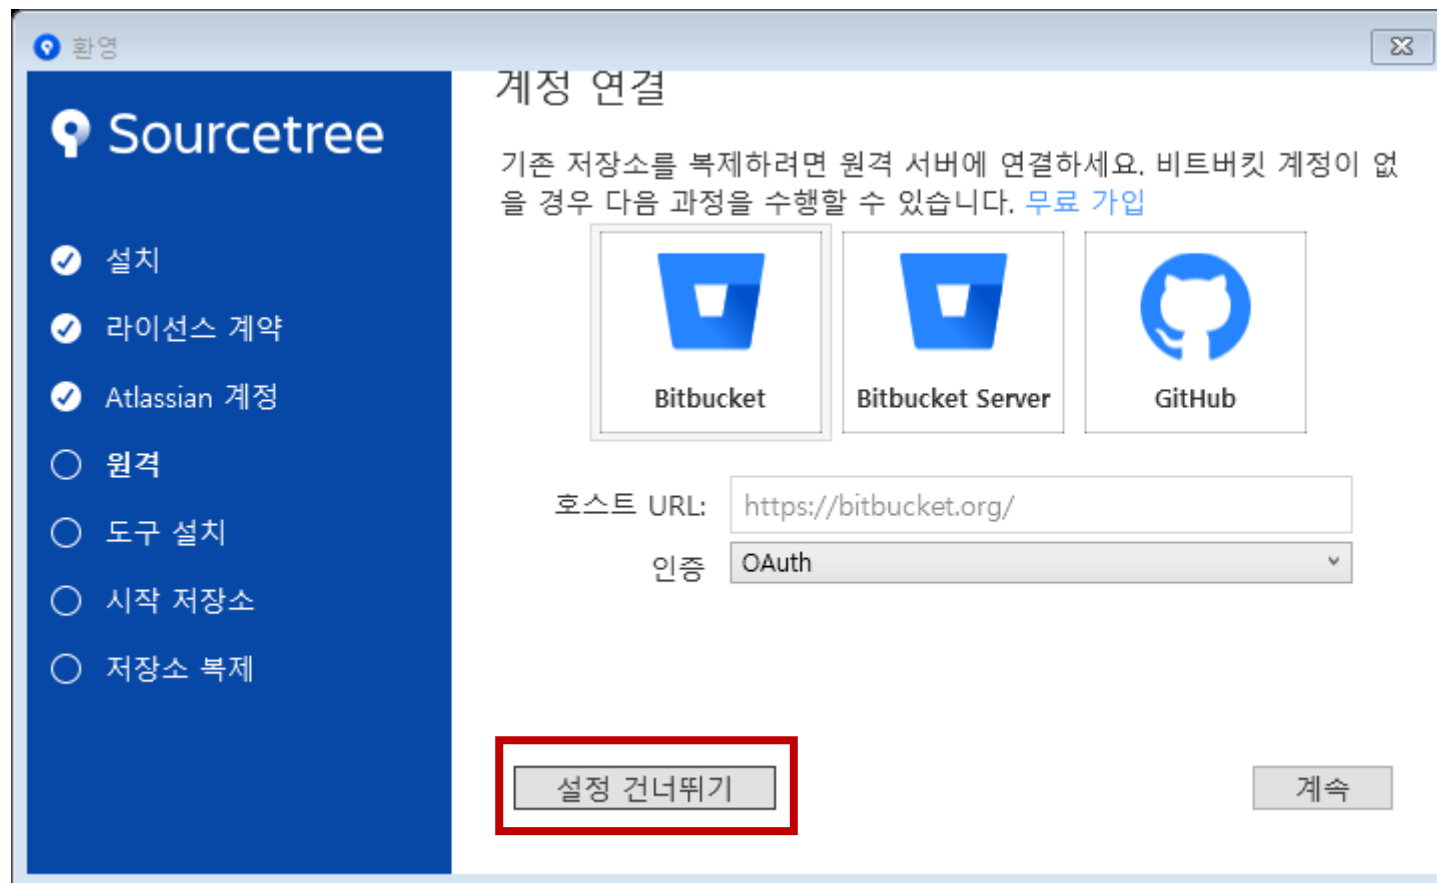 환영
Sourcetree
설치
라이선스 계약
Atlassian 계정
원격
도구 설치
시작 저장소
저장소 복제
계정 연결
기존 저장소를 복제하려면 원격 서버에 연결하세요. 비트버킷 계정이 없
을 경우 다음 과정을 수행할 수 있습니다. 무료 가입
Bitbucket
Bitbucket Server
GitHub
호스트 URL: https://bitbucket.org/
인증 OAuth
설정 건너뛰기
계속